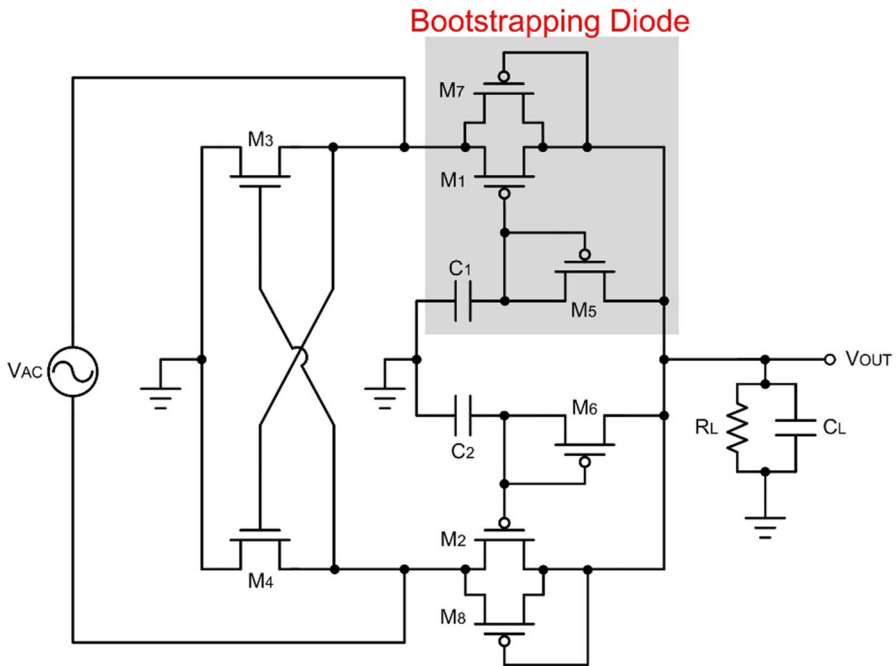 Bootstrapping Diode
M7
M3
M1
C1
M5
VAC
VOUT
M6
RL
CL
C2
M2
M4
M8